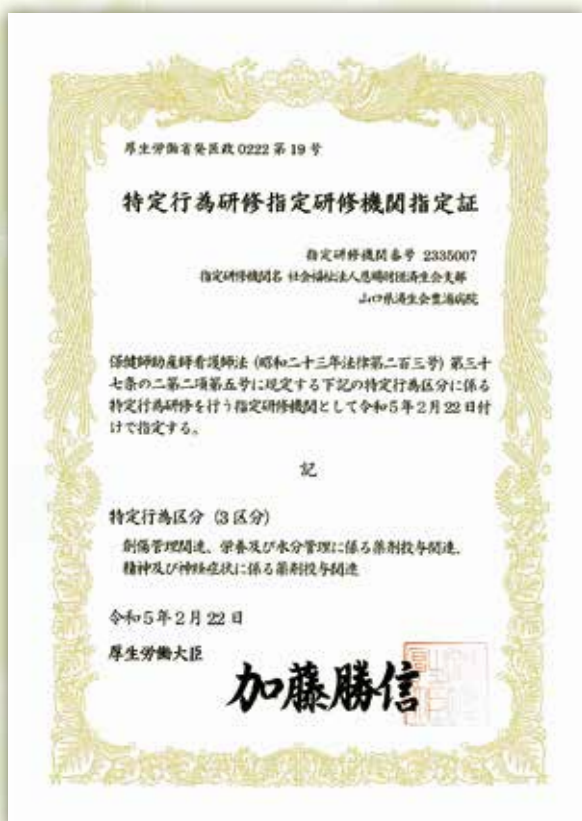 厚生労働省発医政0222第19号
特定行為研修指定研修機関指定証
指定研修機関番号 2335007
指定研修機関名 社会福祉法人恩賜財団済生会支部
山口県済生会豊浦病院
保健師助産師看護師法(昭和二十三年法律第二百三号)第三十
七条の二第二項第五号に規定する下記の特定行為区分に係る
特定行為研修を行う指定研修機関として令和5年2月22日付
けで指定する。
記
特定行為区分(3区分)
創傷管理関連、栄養及び水分管理に係る薬剤投与関連、
精神及び神経症状に係る薬剤投与関連
令和5年2月22日
厚生労働大臣
加藤勝信